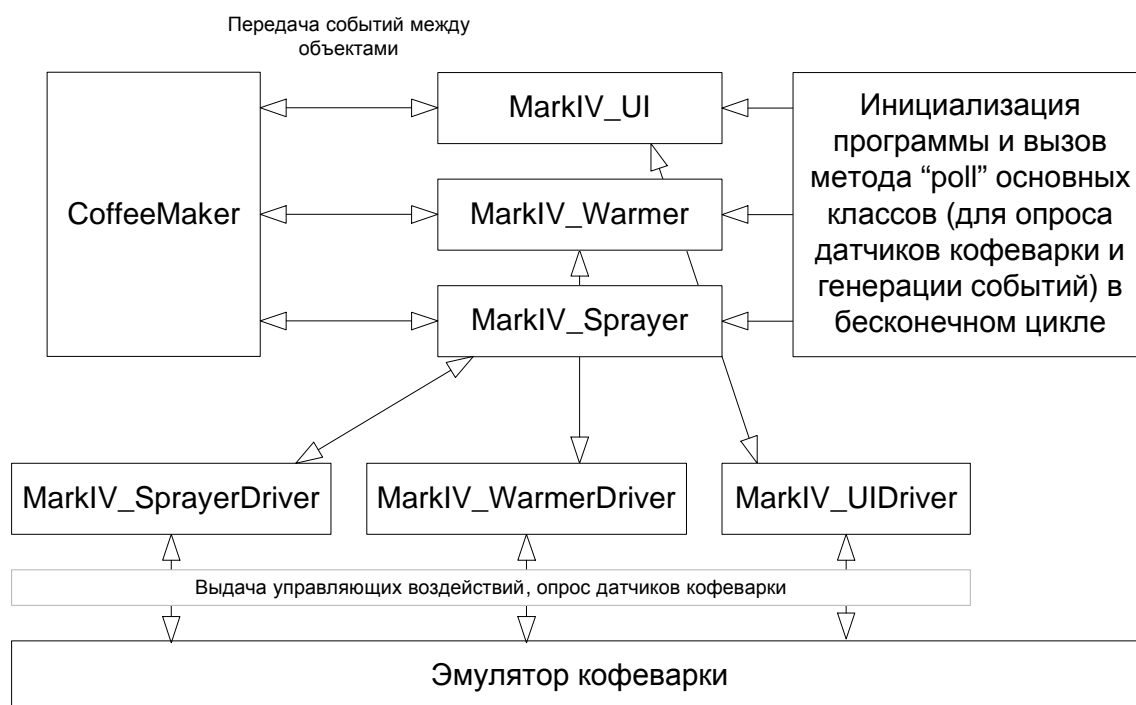 Передача событий между
объектами
MarkIV_UI
Инициализация
программы и вызов
метода “poll” основных
классов (для опроса
датчиков кофеварки и
генерации событий) в
бесконечном цикле
CoffeeMaker
MarkIV_Warmer
MarkIV_Sprayer
MarkIV_SprayerDriver
MarkIV_WarmerDriver
MarkIV_UIDriver
Выдача управляющих воздействий, опрос датчиков кофеварки
Эмулятор кофеварки